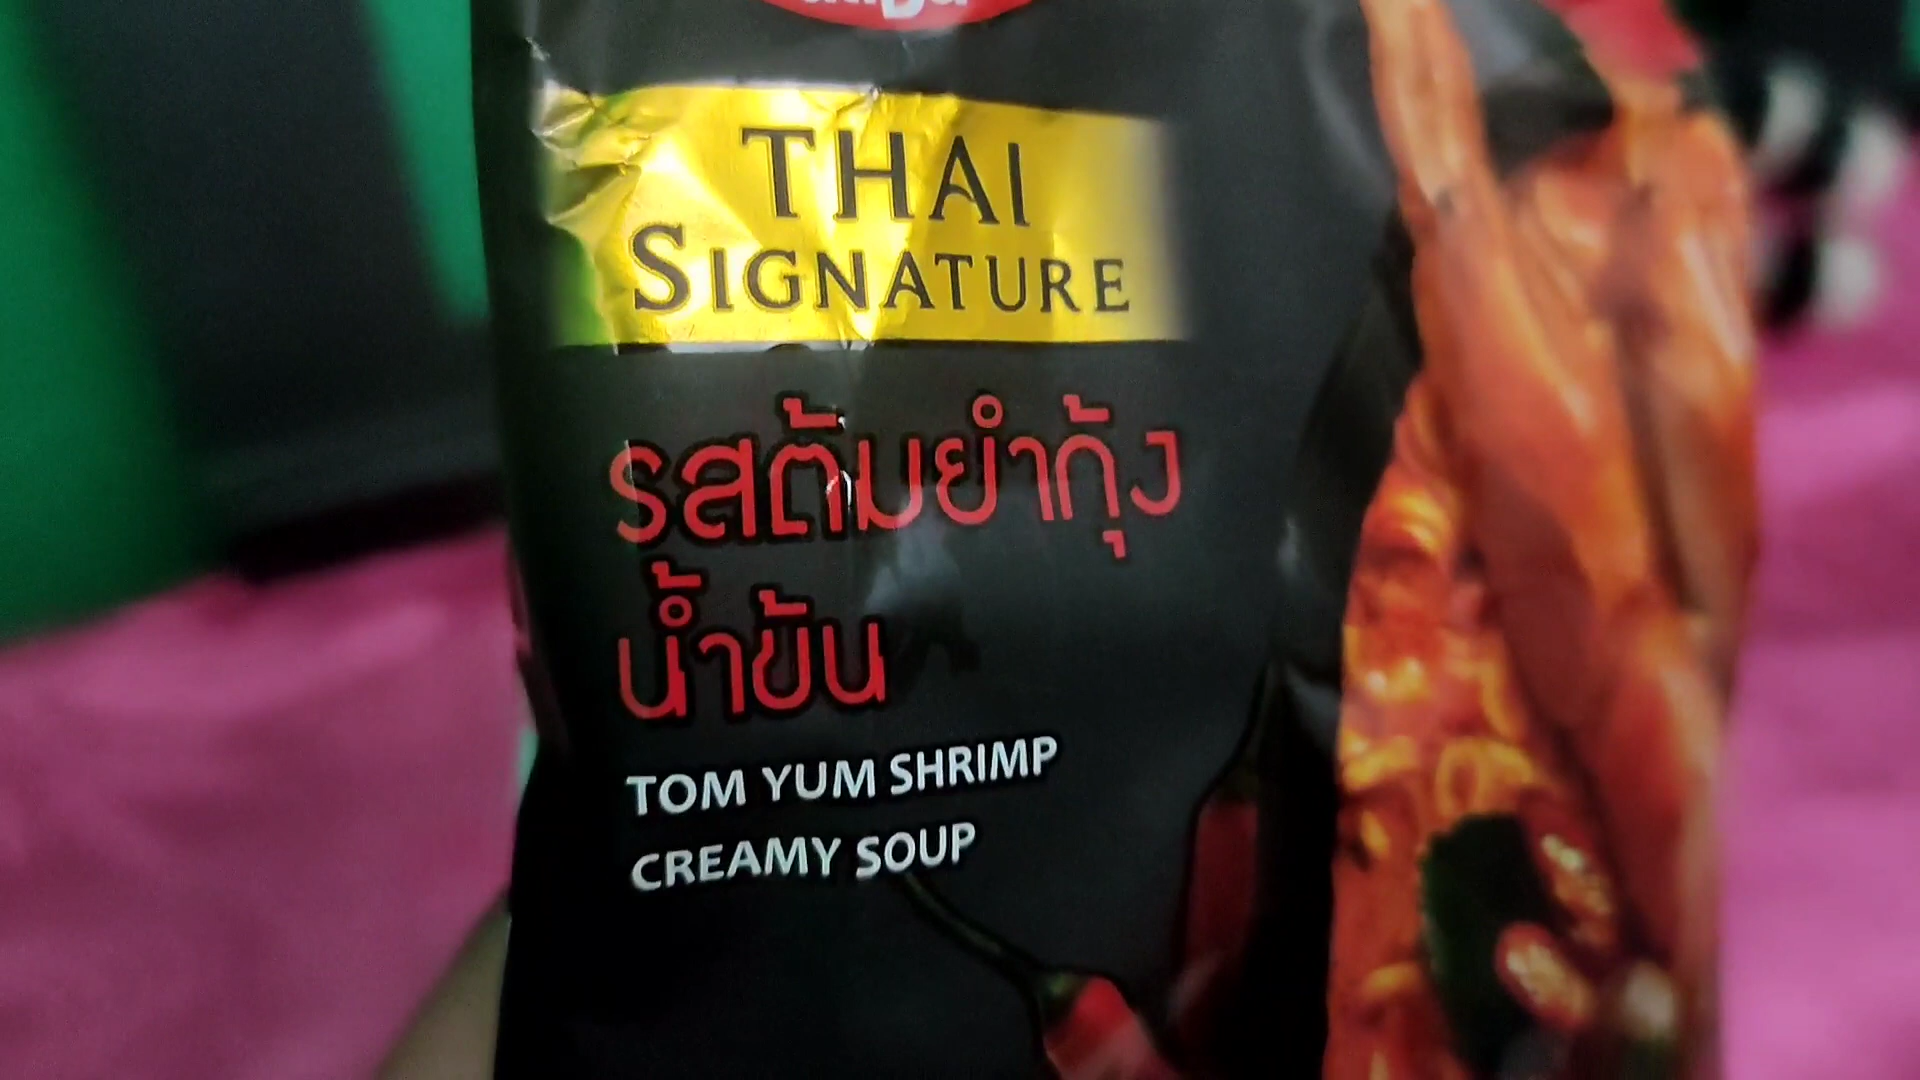 THAI
SIGNATURE
รสต้มยำกุ้ง
น้ำข้น
TOM YUM SHRIMP
CREAMY SOUP